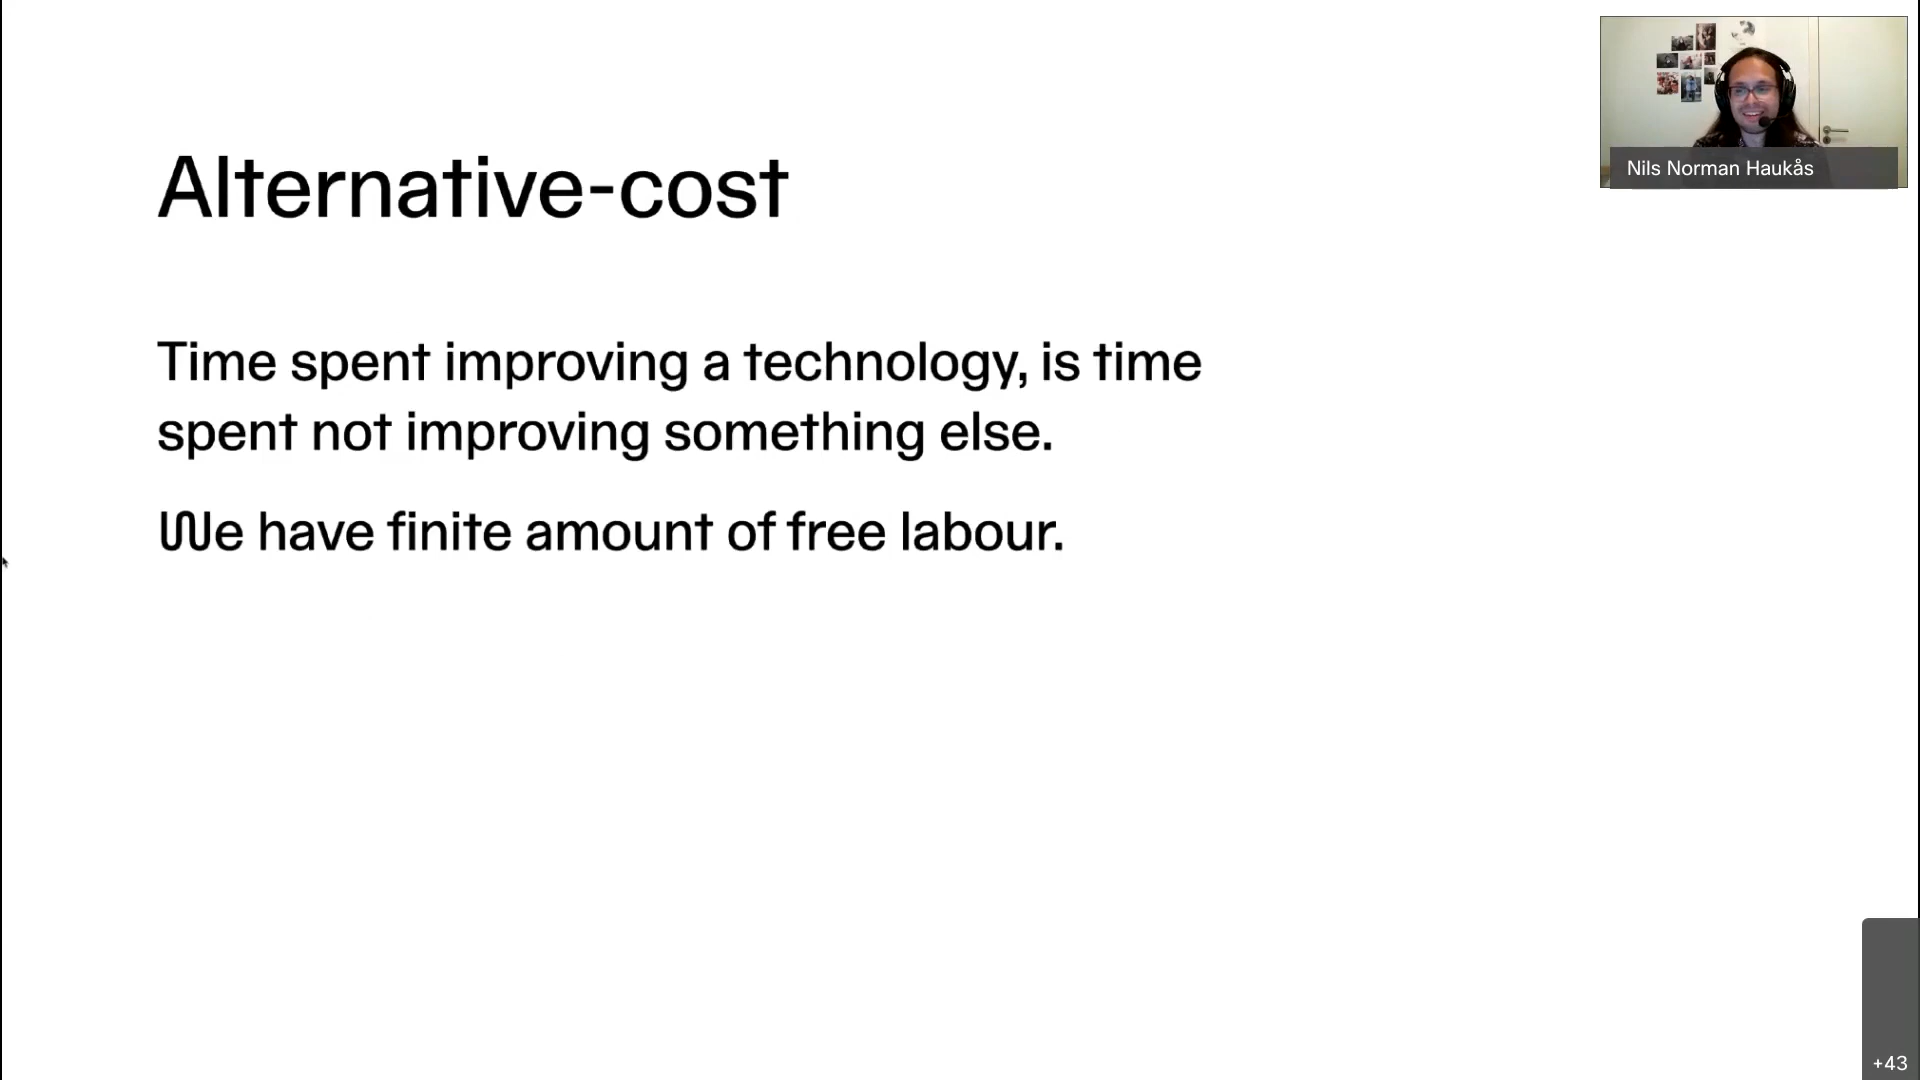 Alternative-cost
Time spent improving a technology, is time
spent not improving something else.
We have finite amount of free labour.
Nils Norman Haukås
+43